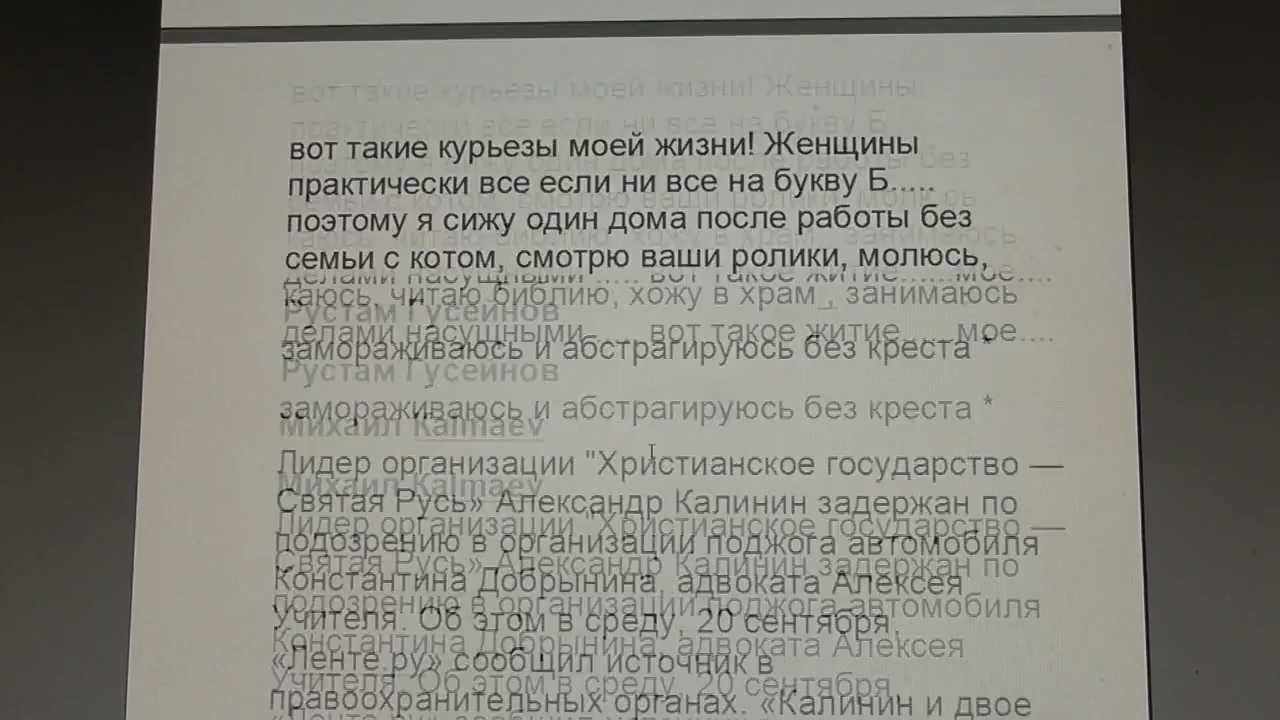 вот такие курьезы моей жизни! Женщины
практически все если ни все на букву Б.....
поэтому я сижу один дома после работы без
семьи с котом, смотрю ваши ролики, молюсь,
каюсь, читаю библию, хожу в храм , занимаюсь
делами насущными ..... вот такое житие......мое....
Рустам Гусейнов
замораживаюсь и абстрагируюсь без креста *
Михаил Kalmaev
Лидер организации "Христианское государство —
Святая Русь» Александр Калинин задержан по
подозрению в организации поджога автомобиля
Константина Добрынина, адвоката Алексея
Учителя. Об этом в среду, 20 сентября,
«Ленте.ру» сообщил источник в
правоохранительных органах. «Калинин и двое